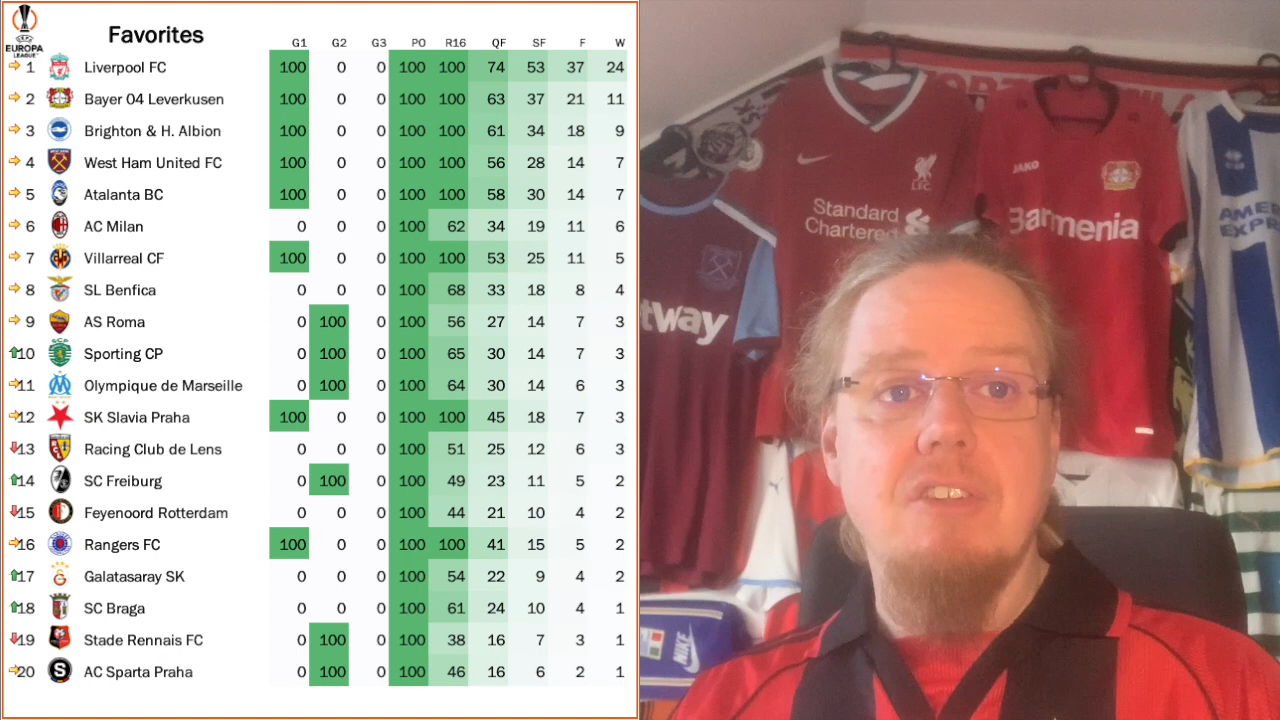 UEFA
EUROPA
LEAGUE
Favorites
G1 G2 G3 PO R16 QF SF F W
1 Liverpool FC 100 0 0 100 100 74 53 37 24
2 Bayer 04 Leverkusen 100 0 0 100 100 63 37 21 11
3 Brighton & H. Albion 100 0 0 100 100 61 34 18 9
4 West Ham United FC 100 0 0 100 100 56 28 14 7
5 Atalanta BC 100 0 0 100 100 58 30 14 7
6 AC Milan 0 0 0 100 62 34 19 11 6
7 Villarreal CF 100 0 0 100 100 53 25 11 5
8 SL Benfica 0 0 0 100 68 33 18 8 4
9 AS Roma 0 100 0 100 56 27 14 7 3
10 Sporting CP 0 100 0 100 65 30 14 7 3
11 Olympique de Marseille 0 100 0 100 64 30 14 6 3
12 SK Slavia Praha 100 0 0 100 100 45 18 7 3
13 Racing Club de Lens 0 0 0 100 51 25 12 6 3
14 SC Freiburg 0 100 0 100 49 23 11 5 2
15 Feyenoord Rotterdam 0 0 0 100 44 21 10 4 2
16 Rangers FC 100 0 0 100 100 41 15 5 2
17 Galatasaray SK 0 0 0 100 54 22 9 4 2
18 SC Braga 0 0 0 100 61 24 10 4 1
19 Stade Rennais FC 0 100 0 100 38 16 7 3 1
20 AC Sparta Praha 0 100 0 100 46 16 6 2 1
L.F.C.
Standard
Chartered
JAKO
Barmenia
AMER
EXPR
tway
NIKE